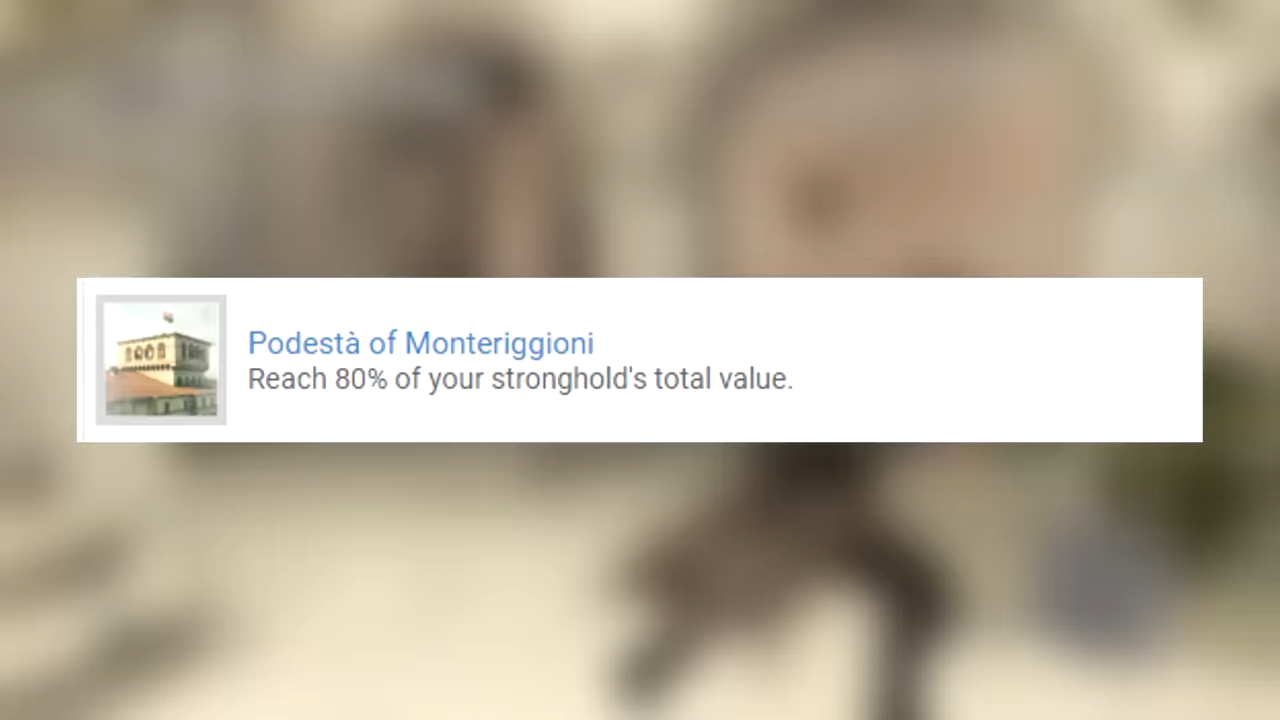 Podestà of Monteriggioni
Reach 80% of your stronghold's total value.